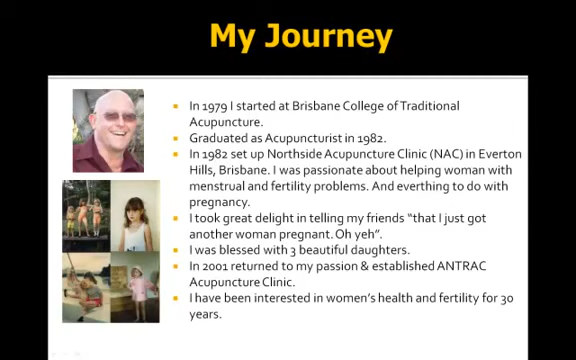 My Journey
In 1979 I started at Brisbane College of Traditional
Acupuncture.
Graduated as Acupuncturist in 1982.
In 1982 set up Northside Acupuncture Clinic (NAC) in Everton
Hills, Brisbane. I was passionate about helping woman with
menstrual and fertility problems. And everthing to do with
pregnancy.
I took great delight in telling my friends "that I just got
another woman pregnant. Oh yeh".
I was blessed with 3 beautiful daughters.
In 2001 returned to my passion & established ANTRAC
Acupuncture Clinic.
I have been interested in women's health and fertility for 30
years.